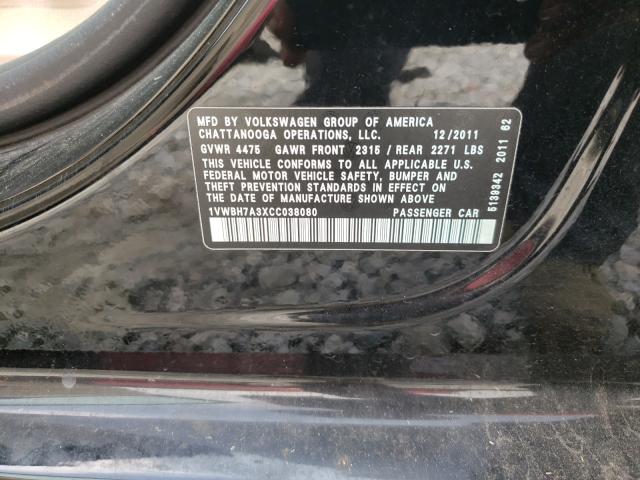 MFD BY VOLKSWAGEN GROUP OF AMERICA
CHATTANOOGA OPERATIONS, LLC. 12/2011
GVWR 4475 GAWR FRONT 2315 / REAR 2271 LBS
THIS VEHICLE CONFORMS TO ALL APPLICABLE U.S.
FEDERAL MOTOR VEHICLE SAFETY, BUMPER AND
THEFT PREVENTION STANDARDS IN EFFECT ON
THE DATE OF MANUFACTURE SHOWN ABOVE
1VWBH7A3XCC038080 PASSENGER CAR
5139342 2011 62